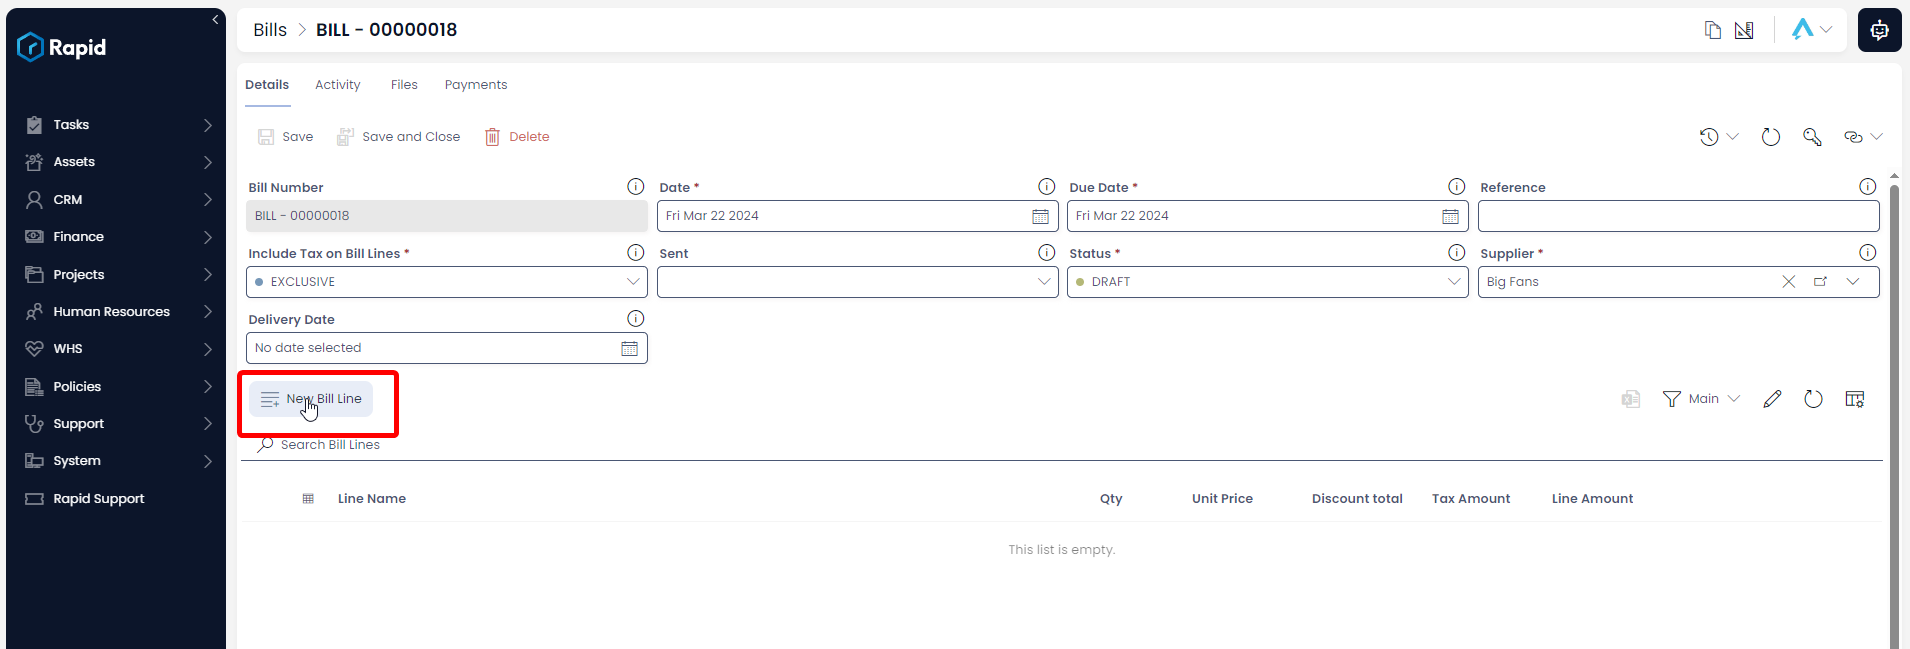 Rapid
Tasks
Assets
CRM
Finance
Projects
Human Resources
WHS
Policies
Support
System
Rapid Support
Bills > BILL - 00000018
Details Activity Files Payments
Save Save and Close Delete
Bill Number Date * Due Date * Reference
BILL - 00000018 Fri Mar 22 2024 Fri Mar 22 2024
Include Tax on Bill Lines * Sent Status * Supplier *
EXCLUSIVE DRAFT Big Fans
Delivery Date
No date selected
New Bill Line Main
Search Bill Lines
Line Name Qty Unit Price Discount total Tax Amount Line Amount
This list is empty.